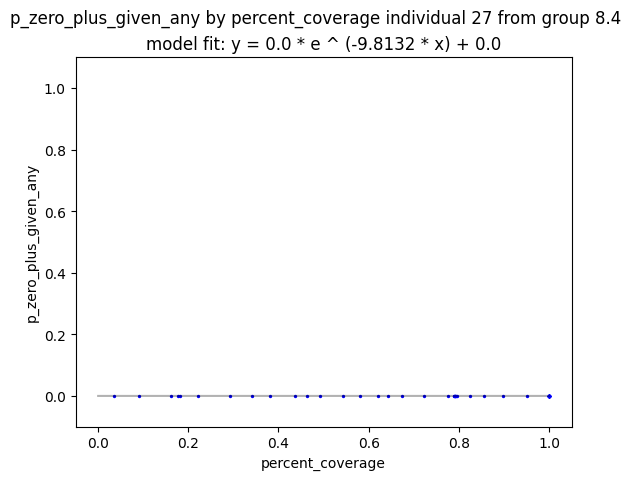 p_zero_plus_given_any by percent_coverage individual 27 from group 8.4
model fit: y = 0.0 * e ^ (-9.8132 * x) + 0.0
1.0
0.8
0.6
0.4
0.2
0.0
p_zero_plus_given_any
0.0 0.2 0.4 0.6 0.8 1.0
percent_coverage